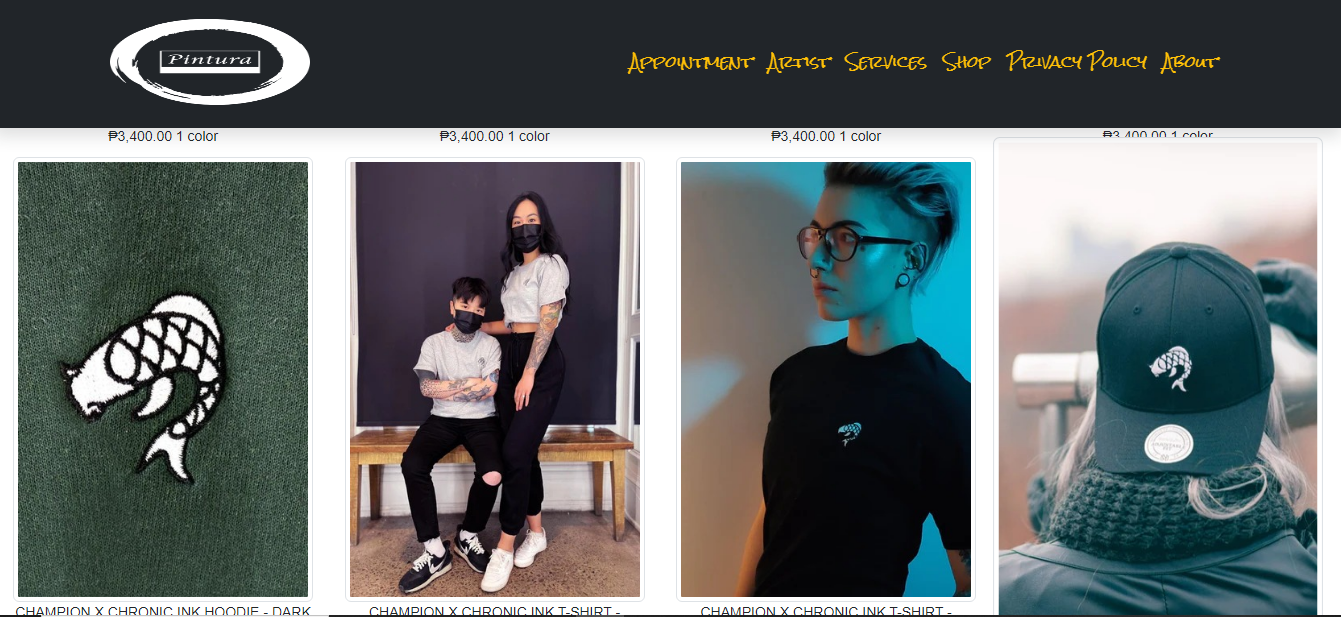 Pintura
Appointment Artist Services Shop Privacy Policy About
₱3,400.00 1 color
₱3,400.00 1 color
₱3,400.00 1 color
₱3,400.00 1 color
CHAMPION X CHRONIC INK HOODIE - DARK
CHAMPION X CHRONIC INK T-SHIRT -
CHAMPION X CHRONIC INK T-SHIRT -